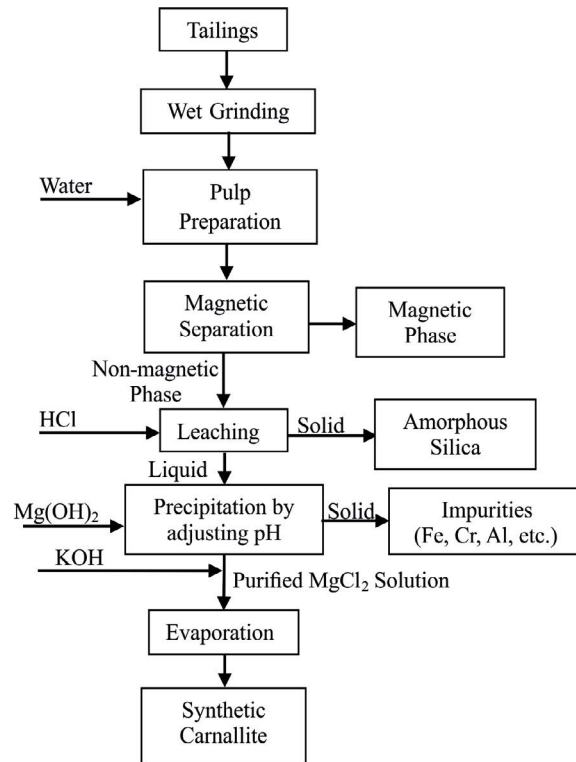 Tailings
Wet Grinding
Water
Pulp
Preparation
Magnetic
Separation
Magnetic
Phase
Non-magnetic
Phase
HCl
Leaching
Solid
Amorphous
Silica
Liquid
Mg(OH)₂
Precipitation by
adjusting pH
Solid
Impurities
(Fe, Cr, Al, etc.)
KOH
Purified MgCl₂ Solution
Evaporation
Synthetic
Carnallite